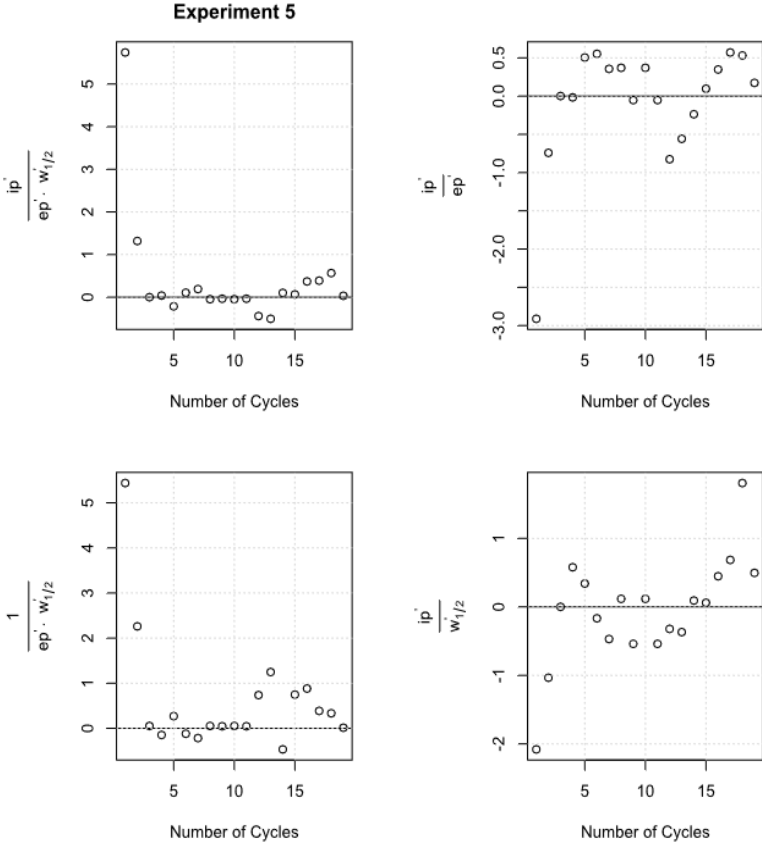 Experiment 5
ip'
ep' · w'1/2
5
4
3
2
1
0
5 10 15
Number of Cycles
ip'
ep'
0.5
0.0
-1.0
-2.0
-3.0
5 10 15
Number of Cycles
1
ep' · w'1/2
5
4
3
2
1
0
5 10 15
Number of Cycles
ip'
w'1/2
1
0
-1
-2
5 10 15
Number of Cycles